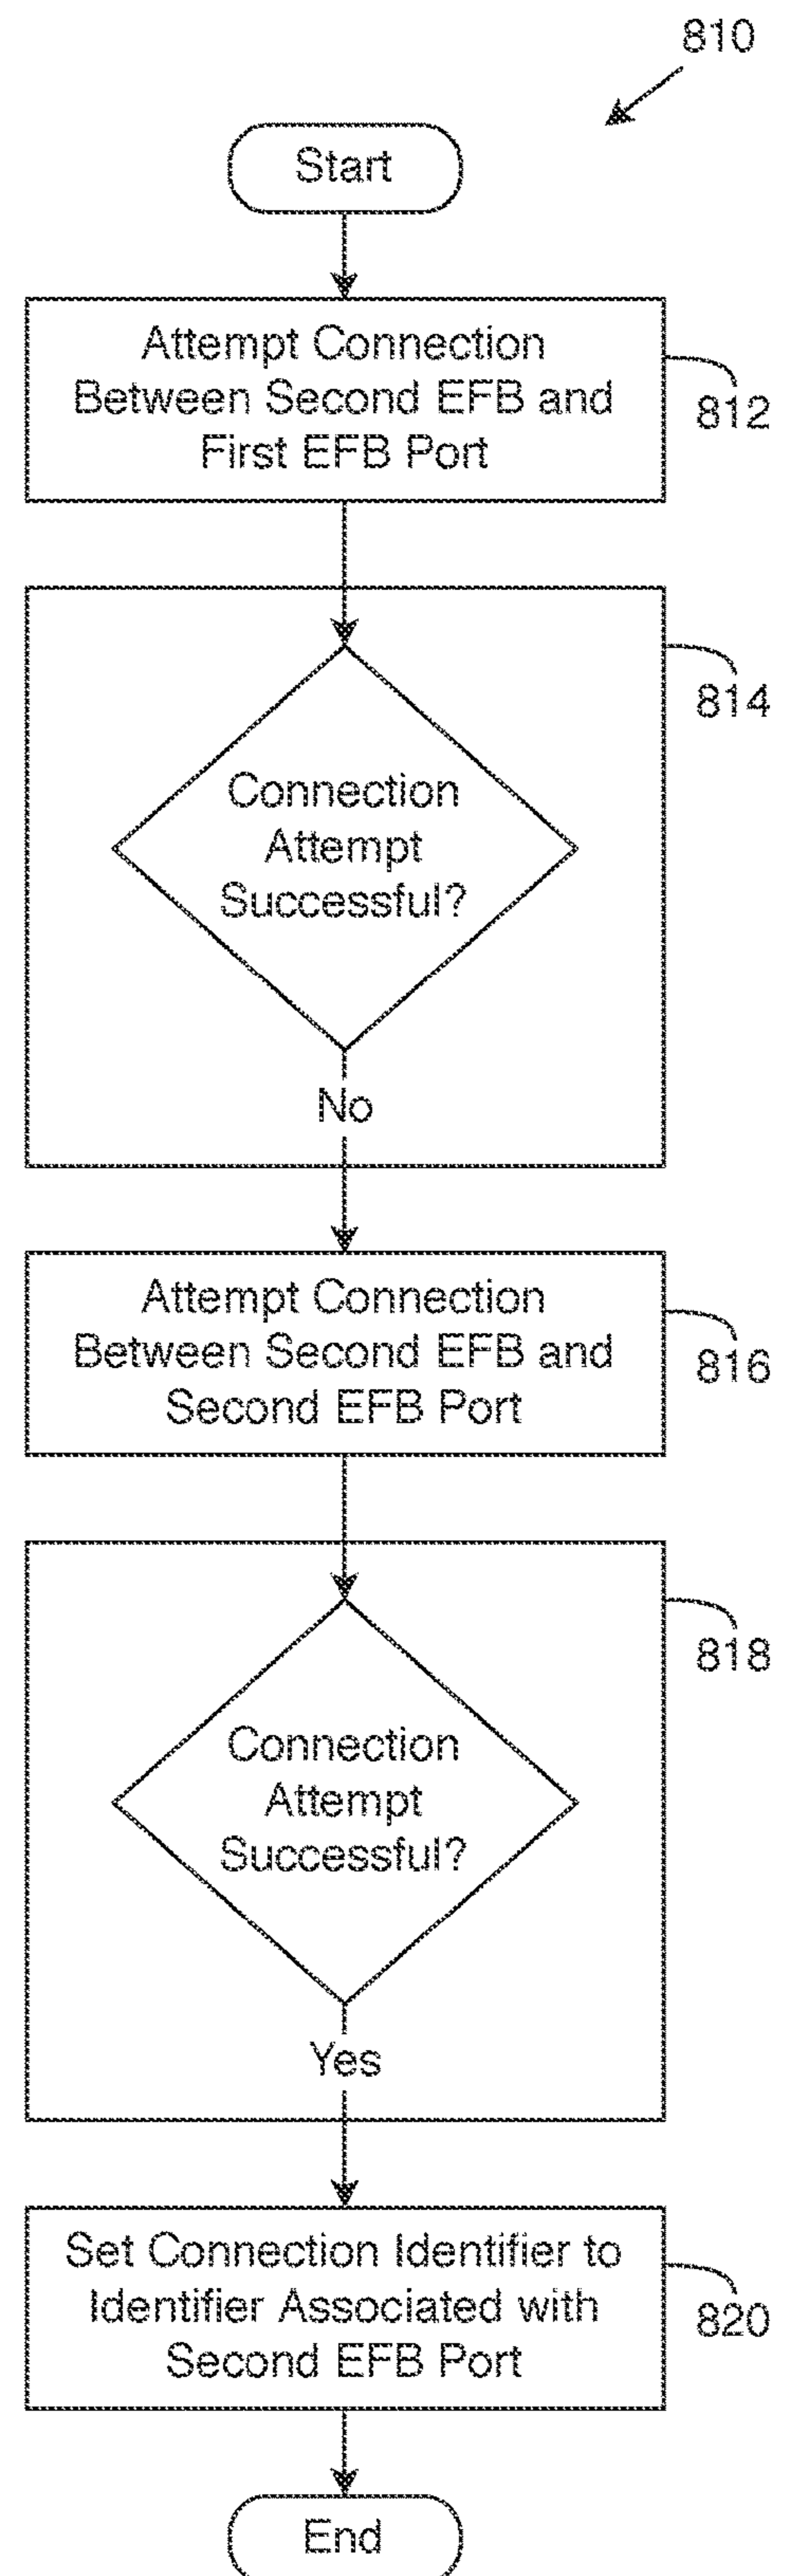 810
Start
Attempt Connection
Between Second EFB and
First EFB Port
812
814
Connection
Attempt
Successful?
No
Attempt Connection
Between Second EFB and
Second EFB Port
816
818
Connection
Attempt
Successful?
Yes
Set Connection Identifier to
Identifier Associated with
Second EFB Port
820
End